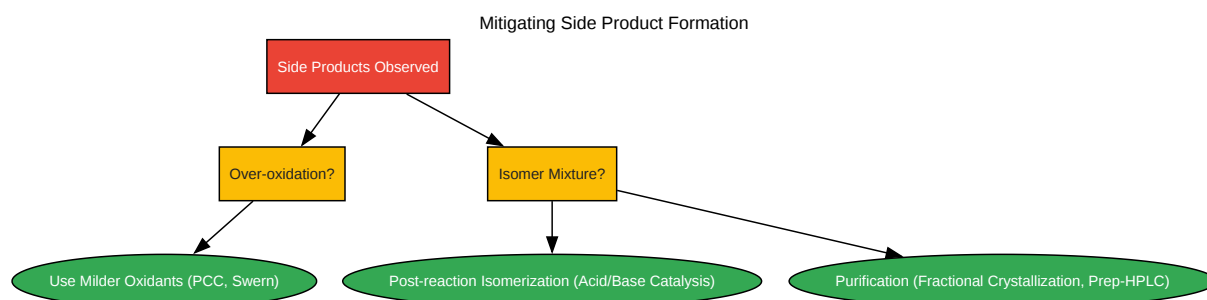 Mitigating Side Product Formation
Side Products Observed
Over-oxidation?
Isomer Mixture?
Use Milder Oxidants (PCC, Swern)
Post-reaction Isomerization (Acid/Base Catalysis)
Purification (Fractional Crystallization, Prep-HPLC)